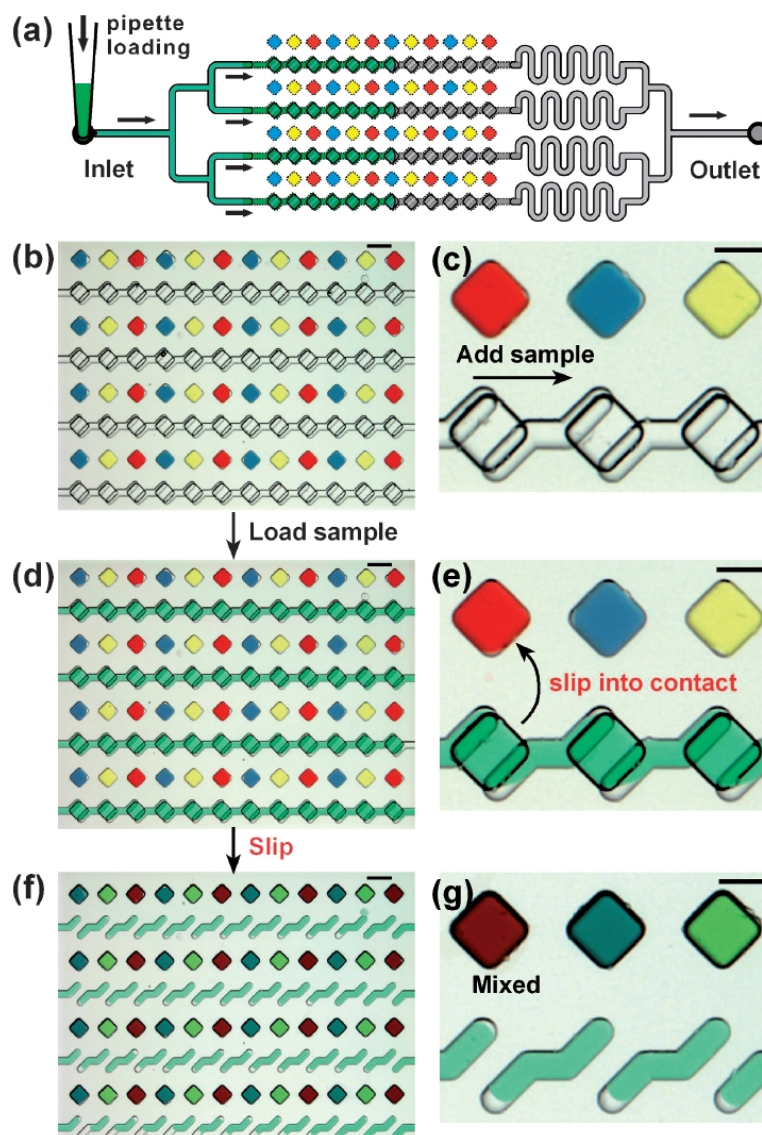 (a)
pipette
loading
Inlet
Outlet
(b)
(c)
Add sample
Load sample
(d)
(e)
slip into contact
Slip
(f)
(g)
Mixed